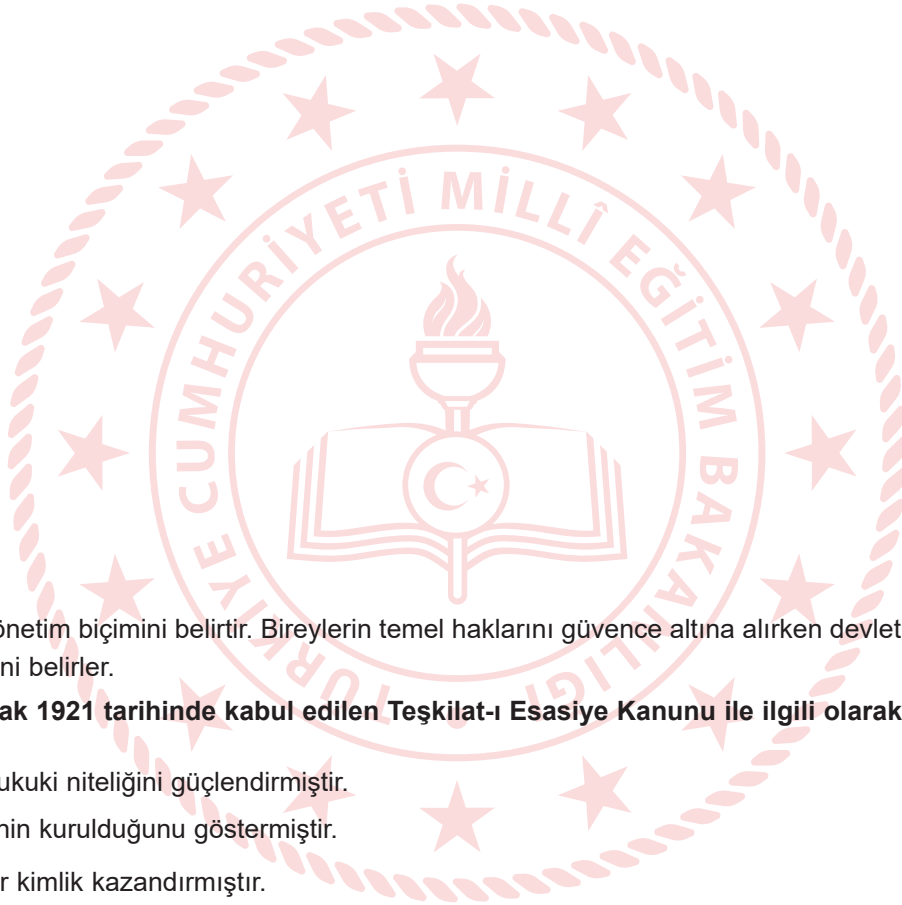 TÜRKİYE CUMHURİYETİ MİLLÎ EĞİTİM BAKANLIĞI
önetim biçimini belirtir. Bireylerin temel haklarını güvence altına alırken devlet
ni belirler.
ak 1921 tarihinde kabul edilen Teşkilat-ı Esasiye Kanunu ile ilgili olarak
ukuki niteliğini güçlendirmiştir.
nin kurulduğunu göstermiştir.
r kimlik kazandırmıştır.